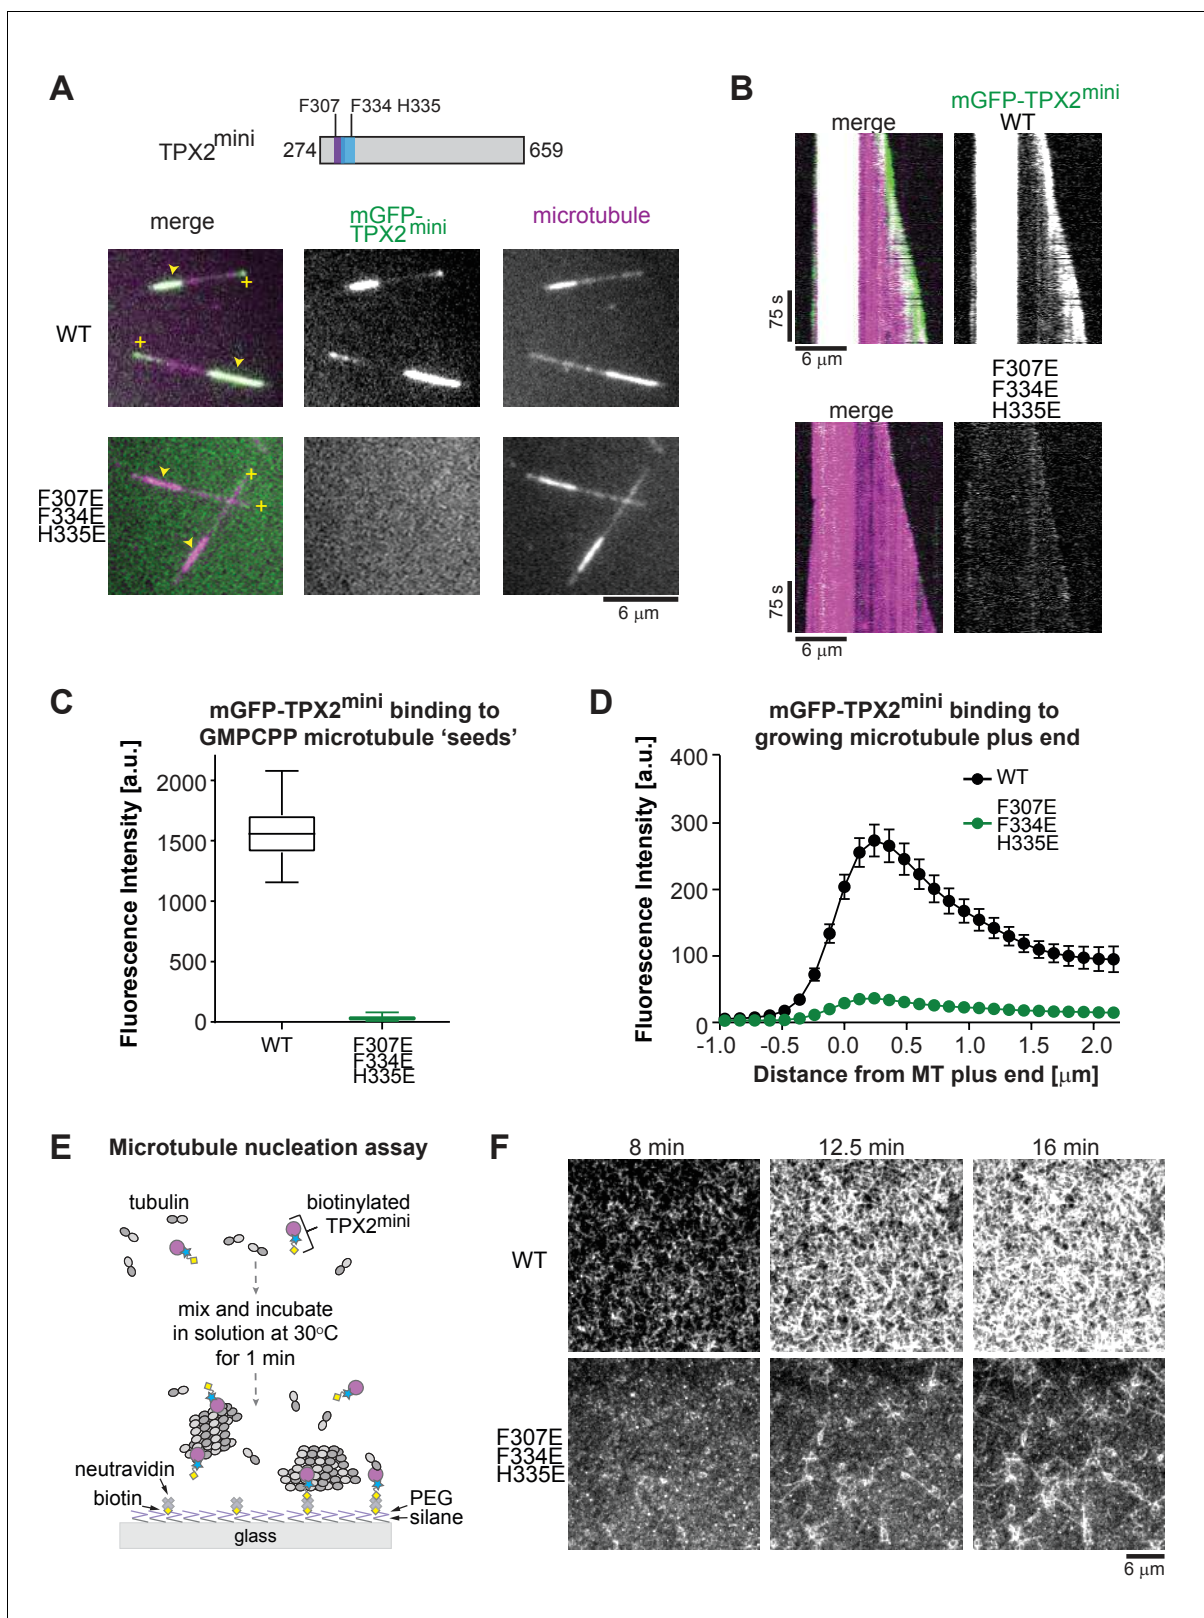 A
F307 F334 H335
TPX2mini
274
659
merge
mGFP-
TPX2mini
microtubule
WT
+
+
F307E
F334E
H335E
+
+
6 μm
B
mGFP-TPX2mini
merge
WT
75 s
6 μm
F307E
F334E
H335E
merge
75 s
6 μm
C
mGFP-TPX2mini binding to
GMPCPP microtubule ‘seeds’
Fluorescence Intensity [a.u.]
2000
1500
1000
500
0
WT
F307E
F334E
H335E
D
mGFP-TPX2mini binding to
growing microtubule plus end
Fluorescence Intensity [a.u.]
400
300
200
100
0
WT
F307E
F334E
H335E
-1.0 -0.5 0.0 0.5 1.0 1.5 2.0
Distance from MT plus end [μm]
E
Microtubule nucleation assay
tubulin
biotinylated
TPX2mini
mix and incubate
in solution at 30oC
for 1 min
neutravidin
biotin
PEG
silane
glass
F
8 min
12.5 min
16 min
WT
F307E
F334E
H335E
6 μm